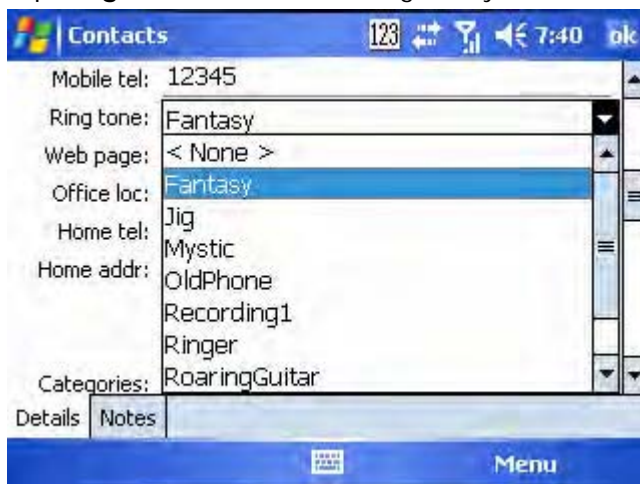 Contacts 123 7:40 ok
Mobile tel: 12345
Ring tone: Fantasy
Web page: < None >
Office loc: Fantasy
Jig
Home tel:
Mystic
Home addr: OldPhone
Recording1
Ringer
Categories: RoaringGuitar
Details Notes
Menu